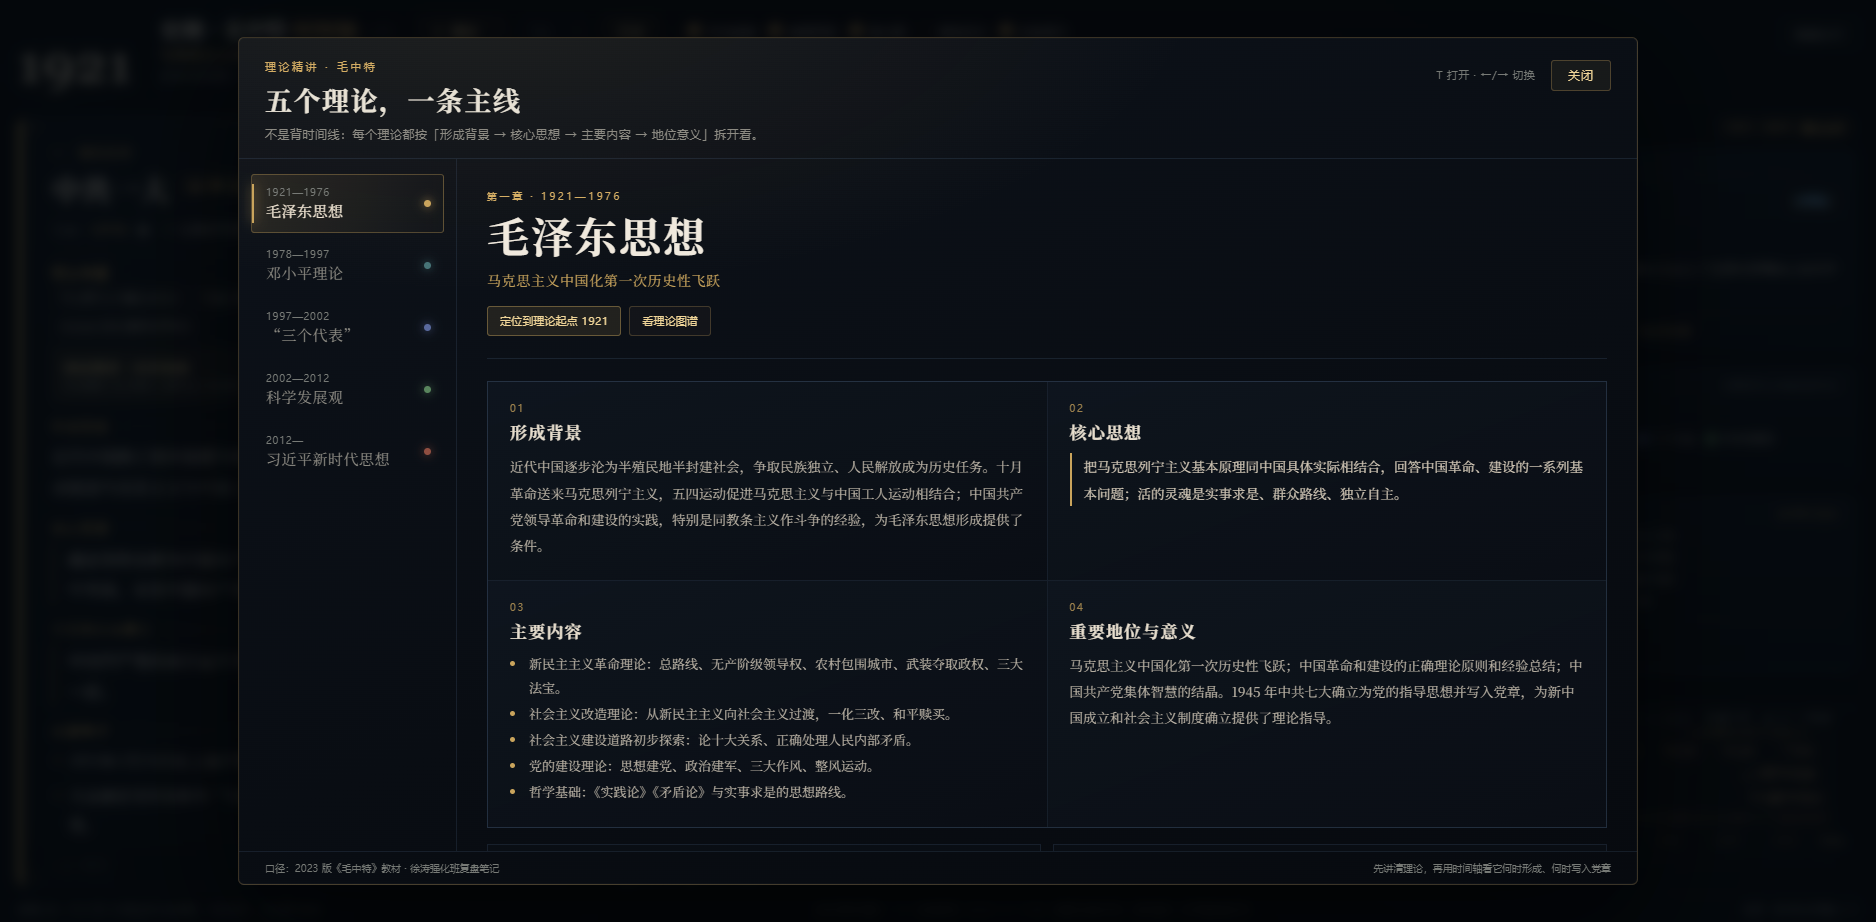 1921
理论精讲 · 毛中特
五个理论，一条主线
不是背时间线：每个理论都按「形成背景 → 核心思想 → 主要内容 → 地位意义」拆开看。
T 打开 · ←/→ 切换
关闭
1921—1976
毛泽东思想
1978—1997
邓小平理论
1997—2002
“三个代表”
2002—2012
科学发展观
2012—
习近平新时代思想
第一章 · 1921—1976
毛泽东思想
马克思主义中国化第一次历史性飞跃
定位到理论起点 1921
看理论图谱
01
形成背景
近代中国逐步沦为半殖民地半封建社会，争取民族独立、人民解放成为历史任务。十月
革命送来马克思列宁主义，五四运动促进马克思主义与中国工人运动相结合；中国共产
党领导革命和建设的实践，特别是同教条主义作斗争的经验，为毛泽东思想形成提供了
条件。
02
核心思想
把马克思列宁主义基本原理同中国具体实际相结合，回答中国革命、建设的一系列基
本问题；活的灵魂是实事求是、群众路线、独立自主。
03
主要内容
新民主主义革命理论：总路线、无产阶级领导权、农村包围城市、武装夺取政权、三大
法宝。
社会主义改造理论：从新民主主义向社会主义过渡，一化三改、和平赎买。
社会主义建设道路初步探索：论十大关系、正确处理人民内部矛盾。
党的建设理论：思想建党、政治建军、三大作风、整风运动。
哲学基础：《实践论》《矛盾论》与实事求是的思想路线。
04
重要地位与意义
马克思主义中国化第一次历史性飞跃；中国革命和建设的正确理论原则和经验总结；中
国共产党集体智慧的结晶。1945 年中共七大确立为党的指导思想并写入党章，为新中
国成立和社会主义制度确立提供了理论指导。
口径：2023 版《毛中特》教材 · 徐涛强化班复盘笔记
先讲清理论，再用时间轴看它何时形成、何时写入党章